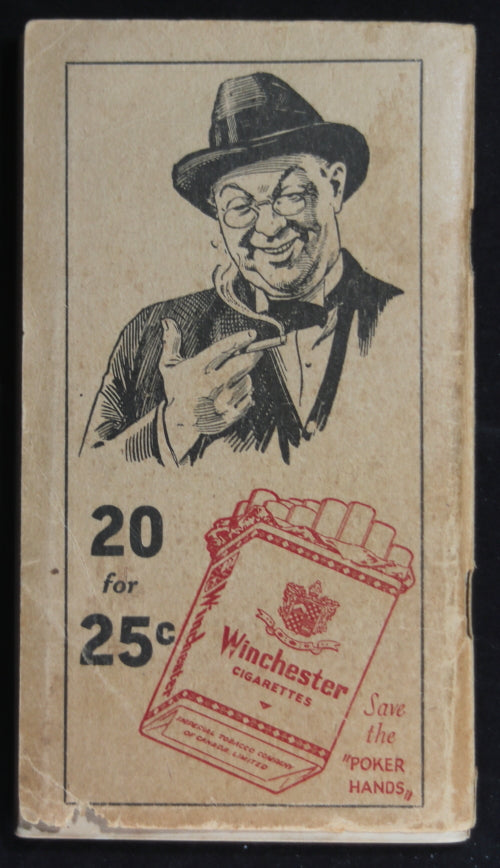 20
for
25c
Winchester
Winchester
CIGARETTES
IMPERIAL TOBACCO COMPANY
OF CANADA, LIMITED
Save
the
"POKER
HANDS"